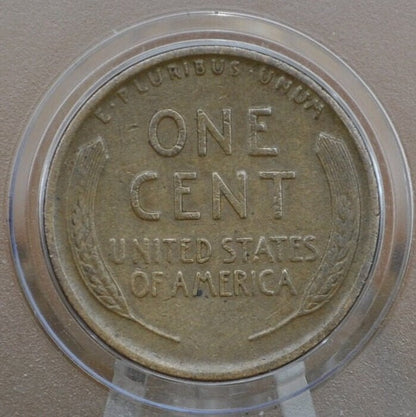 E·PLURIBUS·UNUM
ONE
CENT
UNITED STATES
OF AMERICA